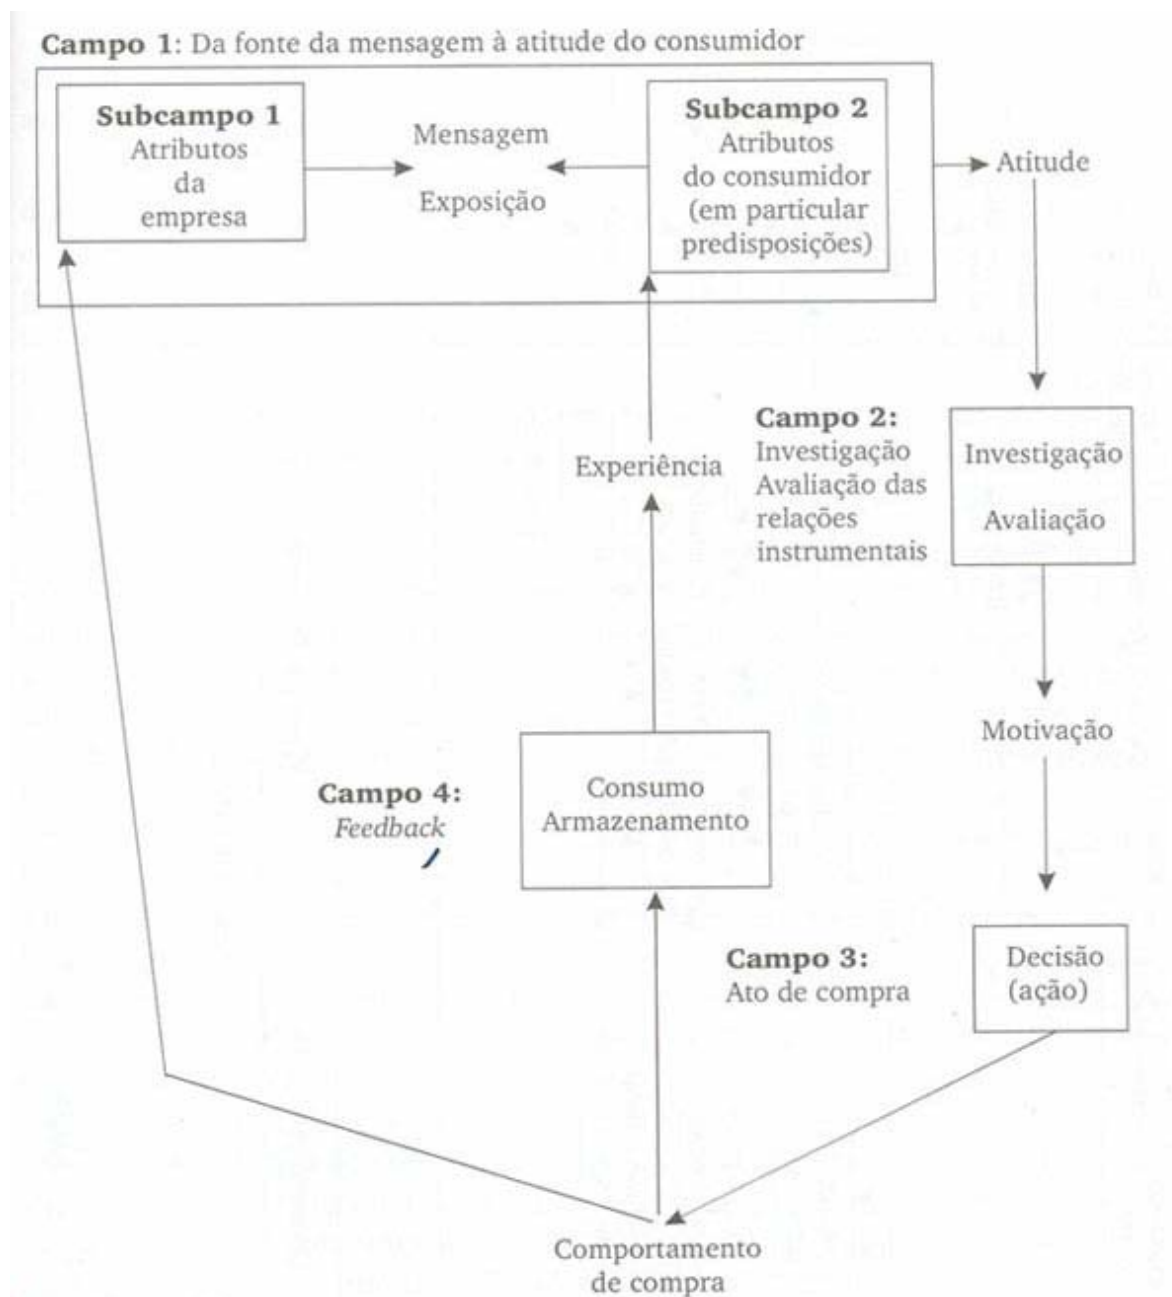 Campo 1: Da fonte da mensagem à atitude do consumidor
Subcampo 1
Atributos
da
empresa
Mensagem
Exposição
Subcampo 2
Atributos
do consumidor
(em particular
predisposições)
Atitude
Campo 2:
Investigação
Avaliação das
relações
instrumentais
Investigação
Avaliação
Experiência
Motivação
Campo 4:
Feedback
Consumo
Armazenamento
Campo 3:
Ato de compra
Decisão
(ação)
Comportamento
de compra